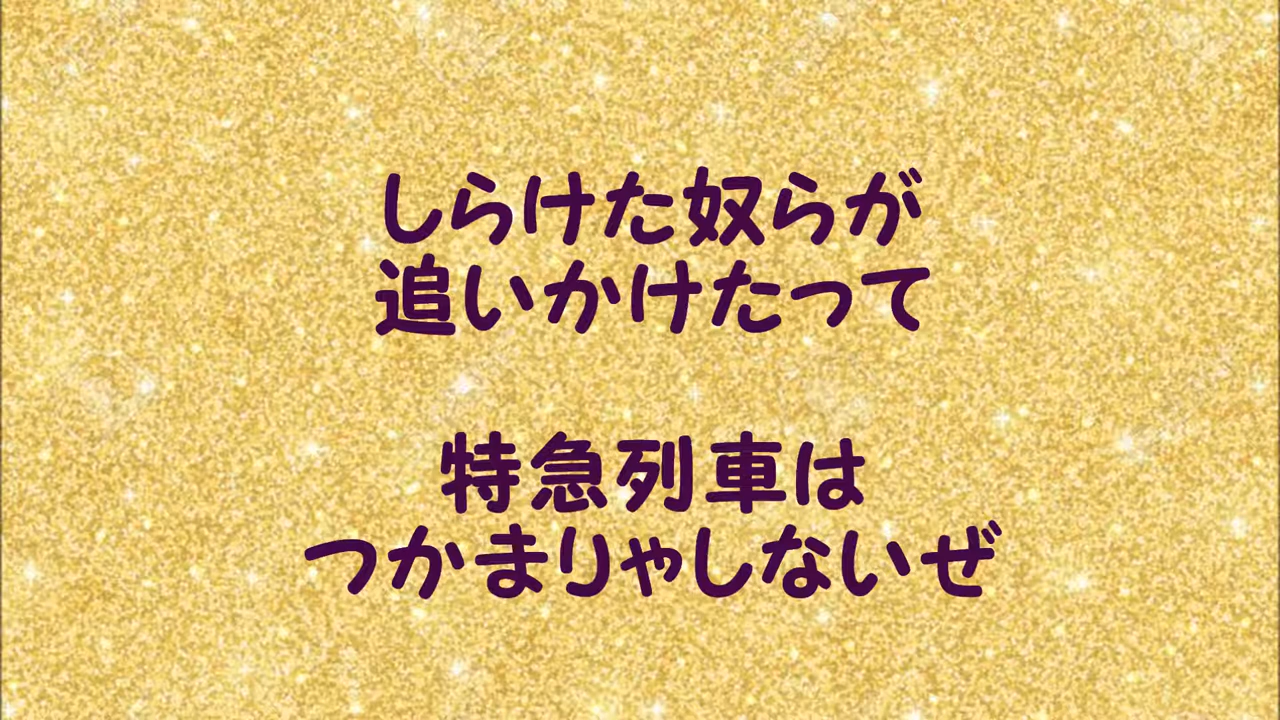 しらけた奴らが
追いかけたって
特急列車は
つかまりゃしないぜ